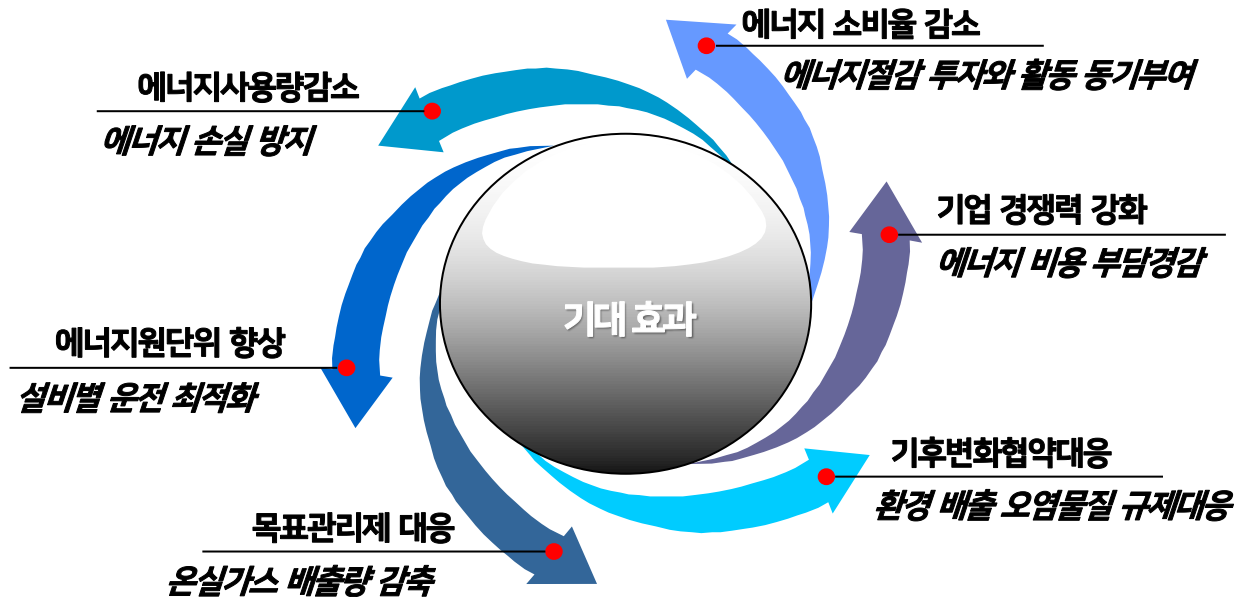 에너지 소비율 감소
에너지절감 투자와 활동 동기부여
에너지사용량감소
에너지 손실 방지
기업 경쟁력 강화
에너지 비용 부담경감
기대 효과
에너지원단위 향상
설비별 운전 최적화
기후변화협약대응
환경 배출 오염물질 규제대응
목표관리제 대응
온실가스 배출량 감축